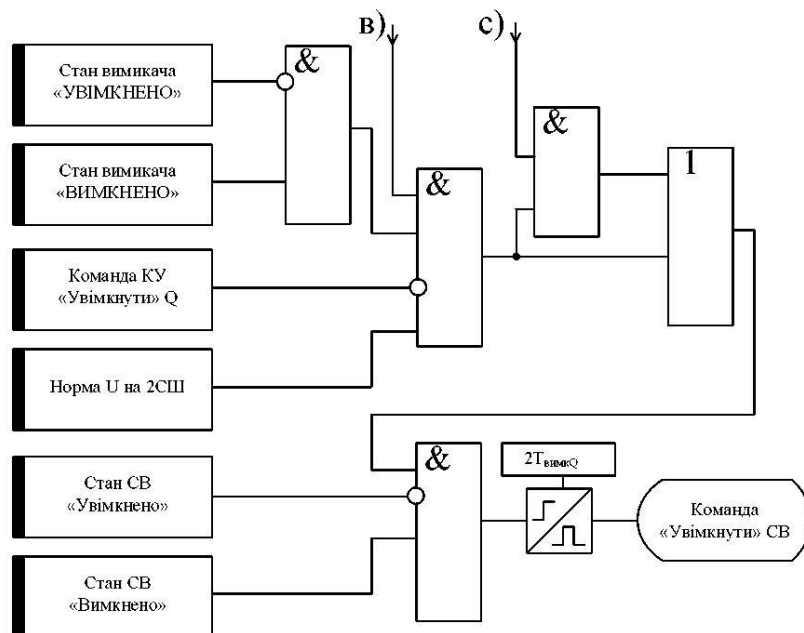 в)
с)
Стан вимикача
«УВІМКНЕНО»
&
Стан вимикача
«ВИМКНЕНО»
&
&
1
Команда КУ
«Увімкнути» Q
Норма U на 2СШ
Стан СВ
«Увімкнено»
&
2TвимкQ
Команда
«Увімкнути» СВ
Стан СВ
«Вимкнено»